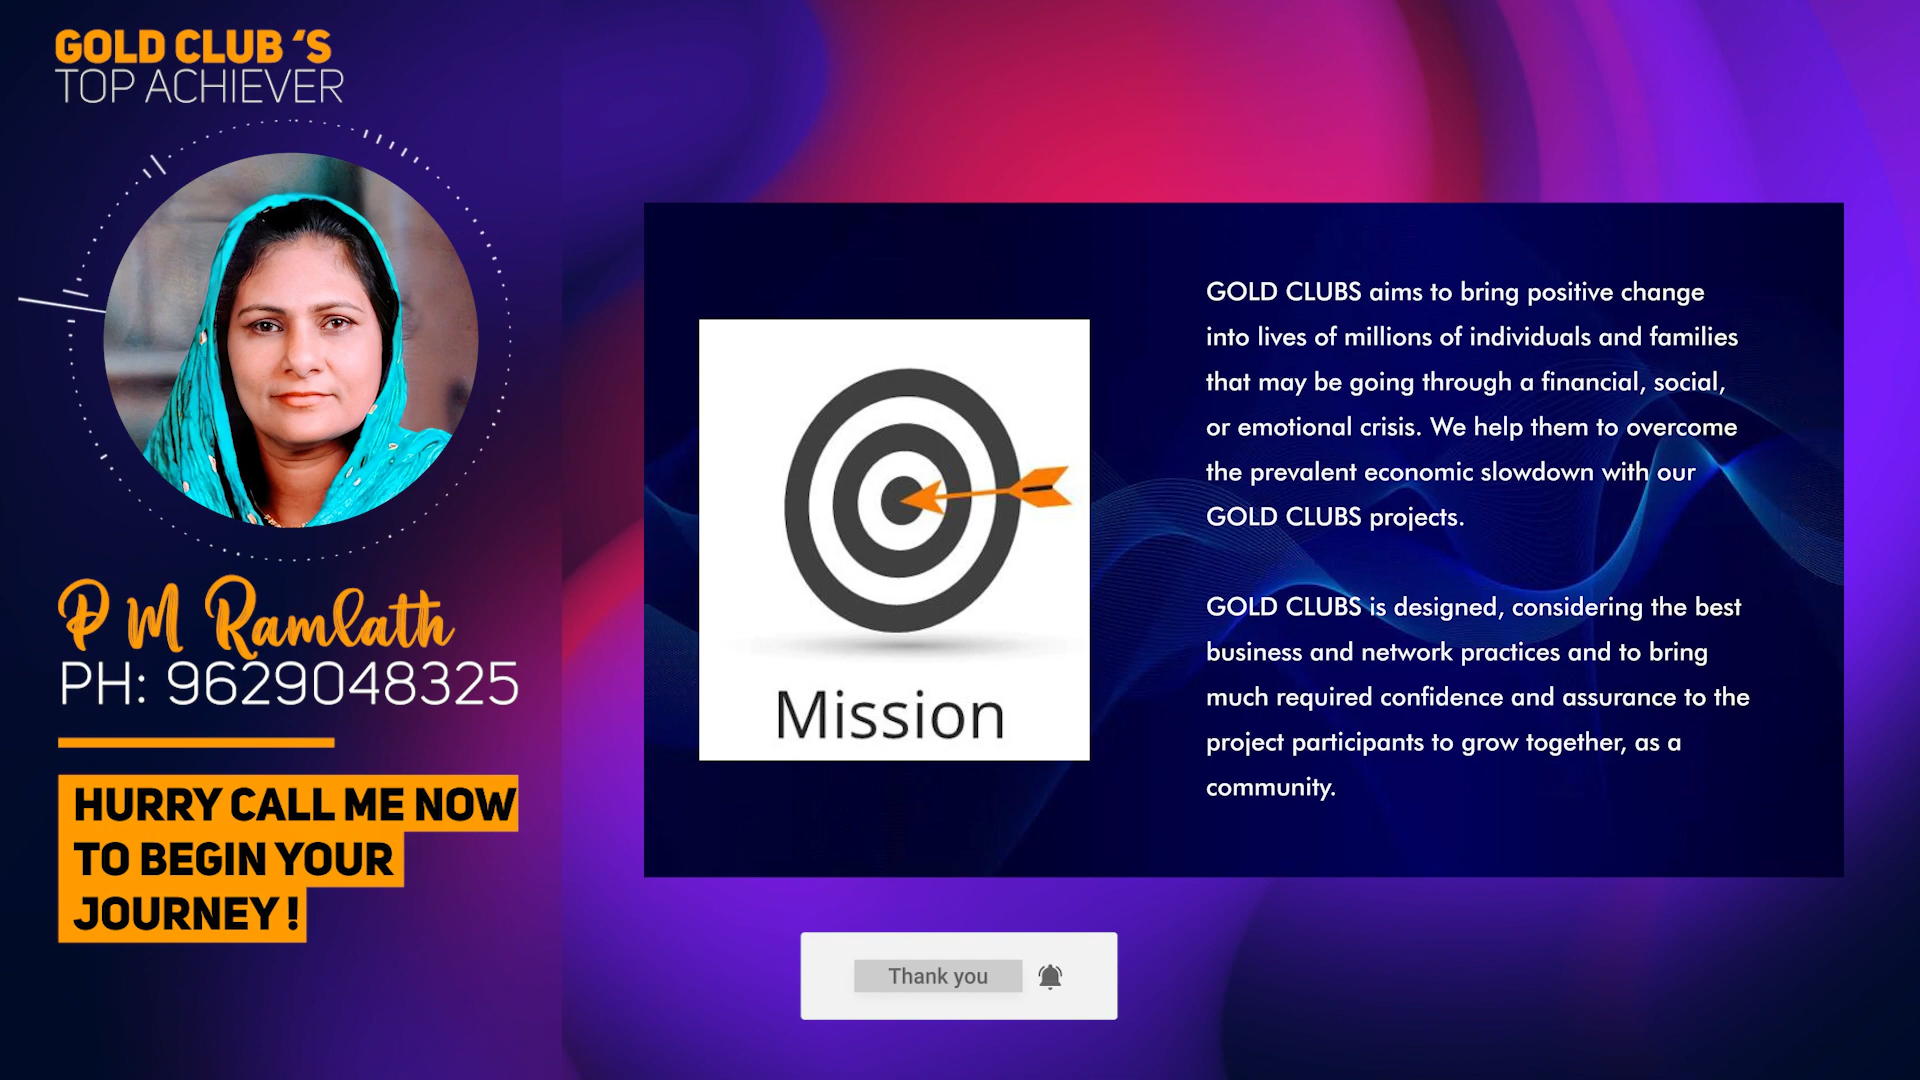 GOLD CLUB ‘S
TOP ACHIEVER
P M Ramlath
PH: 9629048325
HURRY CALL ME NOW
TO BEGIN YOUR
JOURNEY !
Mission
GOLD CLUBS aims to bring positive change
into lives of millions of individuals and families
that may be going through a financial, social,
or emotional crisis. We help them to overcome
the prevalent economic slowdown with our
GOLD CLUBS projects.
GOLD CLUBS is designed, considering the best
business and network practices and to bring
much required confidence and assurance to the
project participants to grow together, as a
community.
Thank you